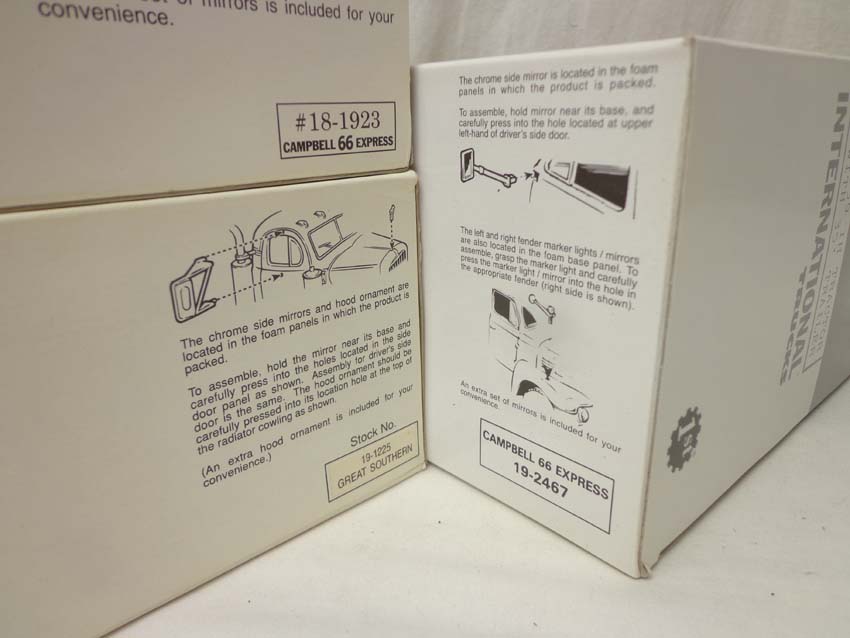 of mirrors is included for your
convenience.
#18-1923
CAMPBELL 66 EXPRESS
The chrome side mirrors and hood ornament are
located in the foam panels in which the product is
packed.
To assemble, hold the mirror near its base and
carefully press into the holes located in the side
door panel as shown. Assembly for driver's side
door is the same. The hood ornament should be
carefully pressed into its location hole at the top of
the radiator cowling as shown.
(An extra hood ornament is included for your
convenience.)
Stock No.
19-1225
GREAT SOUTHERN
The chrome side mirror is located in the foam
panels in which the product is packed.
To assemble, hold mirror near its base, and
carefully press into the hole located at upper
left-hand of driver's side door.
The left and right fender marker lights / mirrors
are also located in the foam base panel. To
assemble, grasp the marker light and carefully
press the marker light / mirror into the hole in
the appropriate fender (right side is shown).
An extra set of mirrors is included for your
convenience.
CAMPBELL 66 EXPRESS
19-2467
INTERNATIONAL
TRUCKS